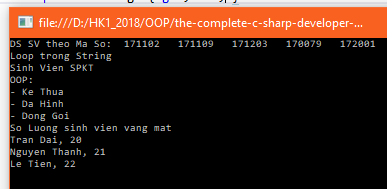 file:///D:/HK1_2018/OOP/the-complete-c-sharp-developer-...
DS SV theo Ma So:  171102   171109   171203   170079   172001
Loop trong String
Sinh Vien SPKT
OOP:
- Ke Thua
- Da Hinh
- Dong Goi
So Luong sinh vien vang mat
Tran Dai, 20
Nguyen Thanh, 21
Le Tien, 22